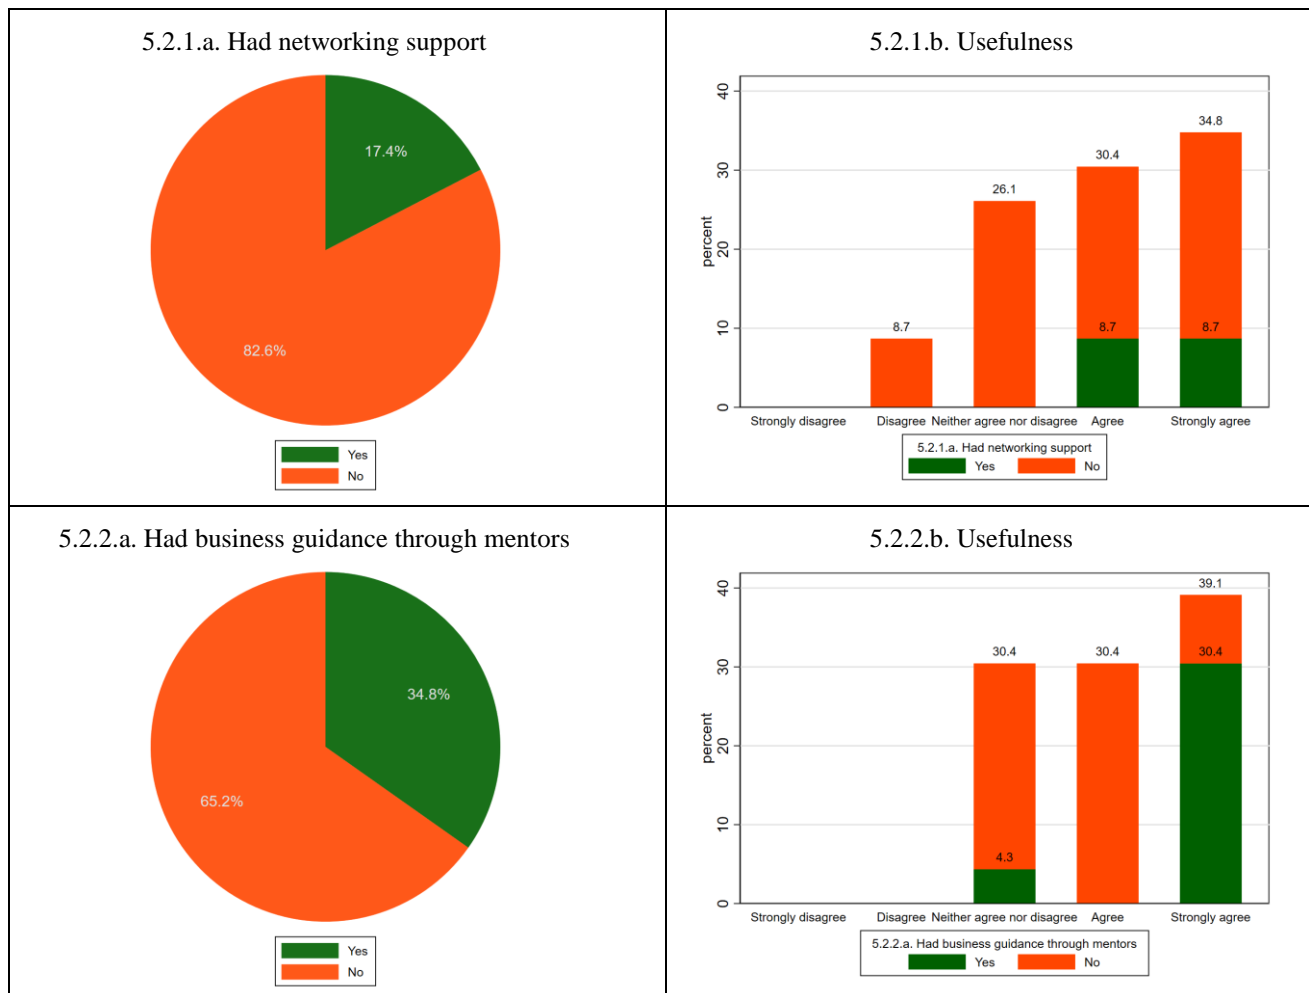 5.2.1.a. Had networking support
17.4%
82.6%
Yes
No
5.2.1.b. Usefulness
percent
40
30
20
10
0
8.7
26.1
30.4
8.7
34.8
8.7
Strongly disagree
Disagree
Neither agree nor disagree
Agree
Strongly agree
5.2.1.a. Had networking support
Yes
No
5.2.2.a. Had business guidance through mentors
34.8%
65.2%
Yes
No
5.2.2.b. Usefulness
percent
40
30
20
10
0
30.4
4.3
30.4
39.1
30.4
Strongly disagree
Disagree
Neither agree nor disagree
Agree
Strongly agree
5.2.2.a. Had business guidance through mentors
Yes
No